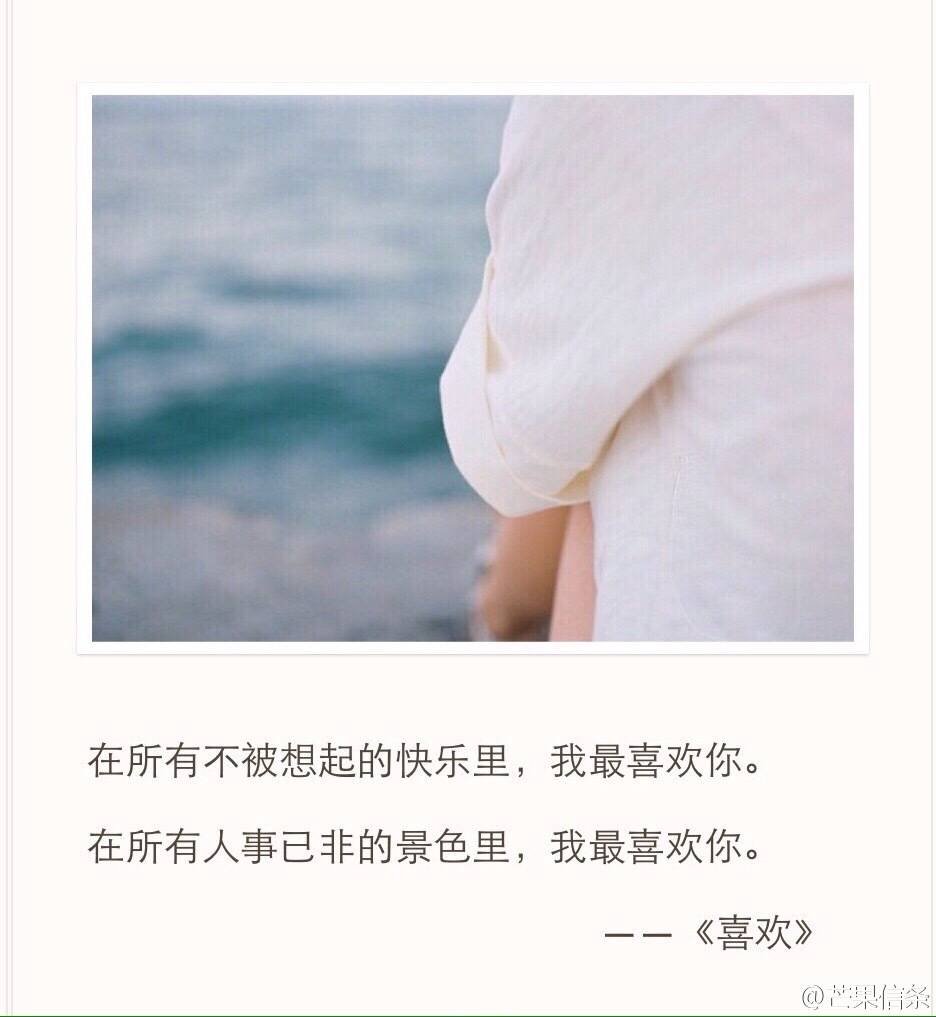 在所有不被想起的快乐里，我最喜欢你。
在所有人事已非的景色里，我最喜欢你。
——《喜欢》
@芒果信条